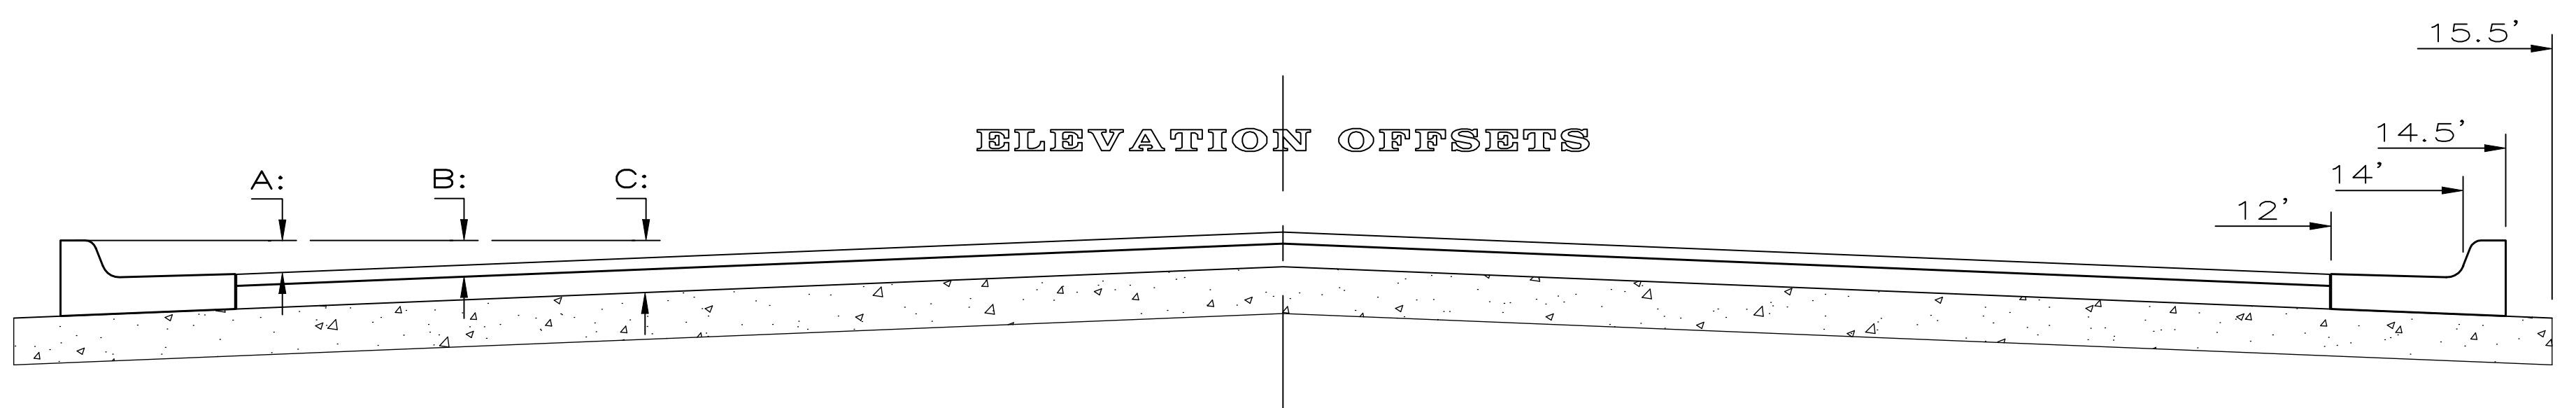 15.5'
ELEVATION OFFSETS
14.5'
14'
A: B: C:
12'